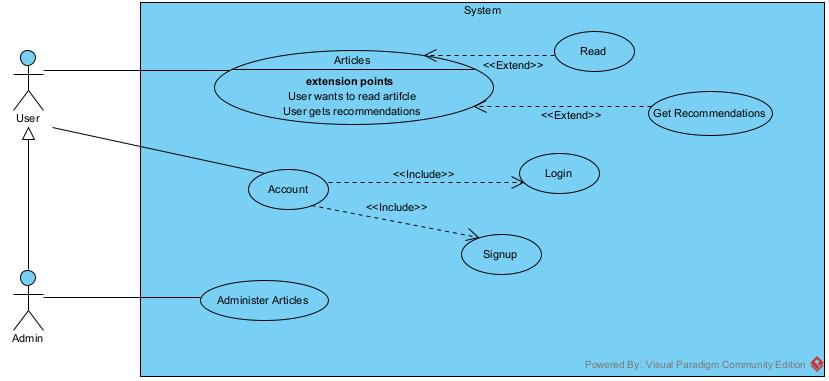 System
Articles
extension points
User wants to read artifcle
User gets recommendations
Read
<<Extend>>
Get Recommendations
<<Extend>>
User
Account
<<Include>>
Login
<<Include>>
Signup
Administer Articles
Admin
Powered By: Visual Paradigm Community Edition